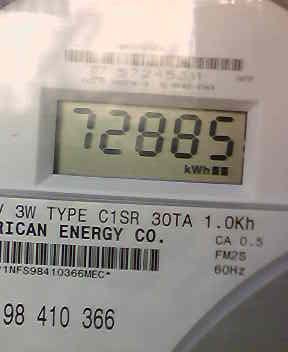 72885
kWh
3W TYPE C1SR 30TA 1.0Kh
RICAN ENERGY CO.
CA 0.5
FM2S
60Hz
1NFS98410366MEC*
98 410 366